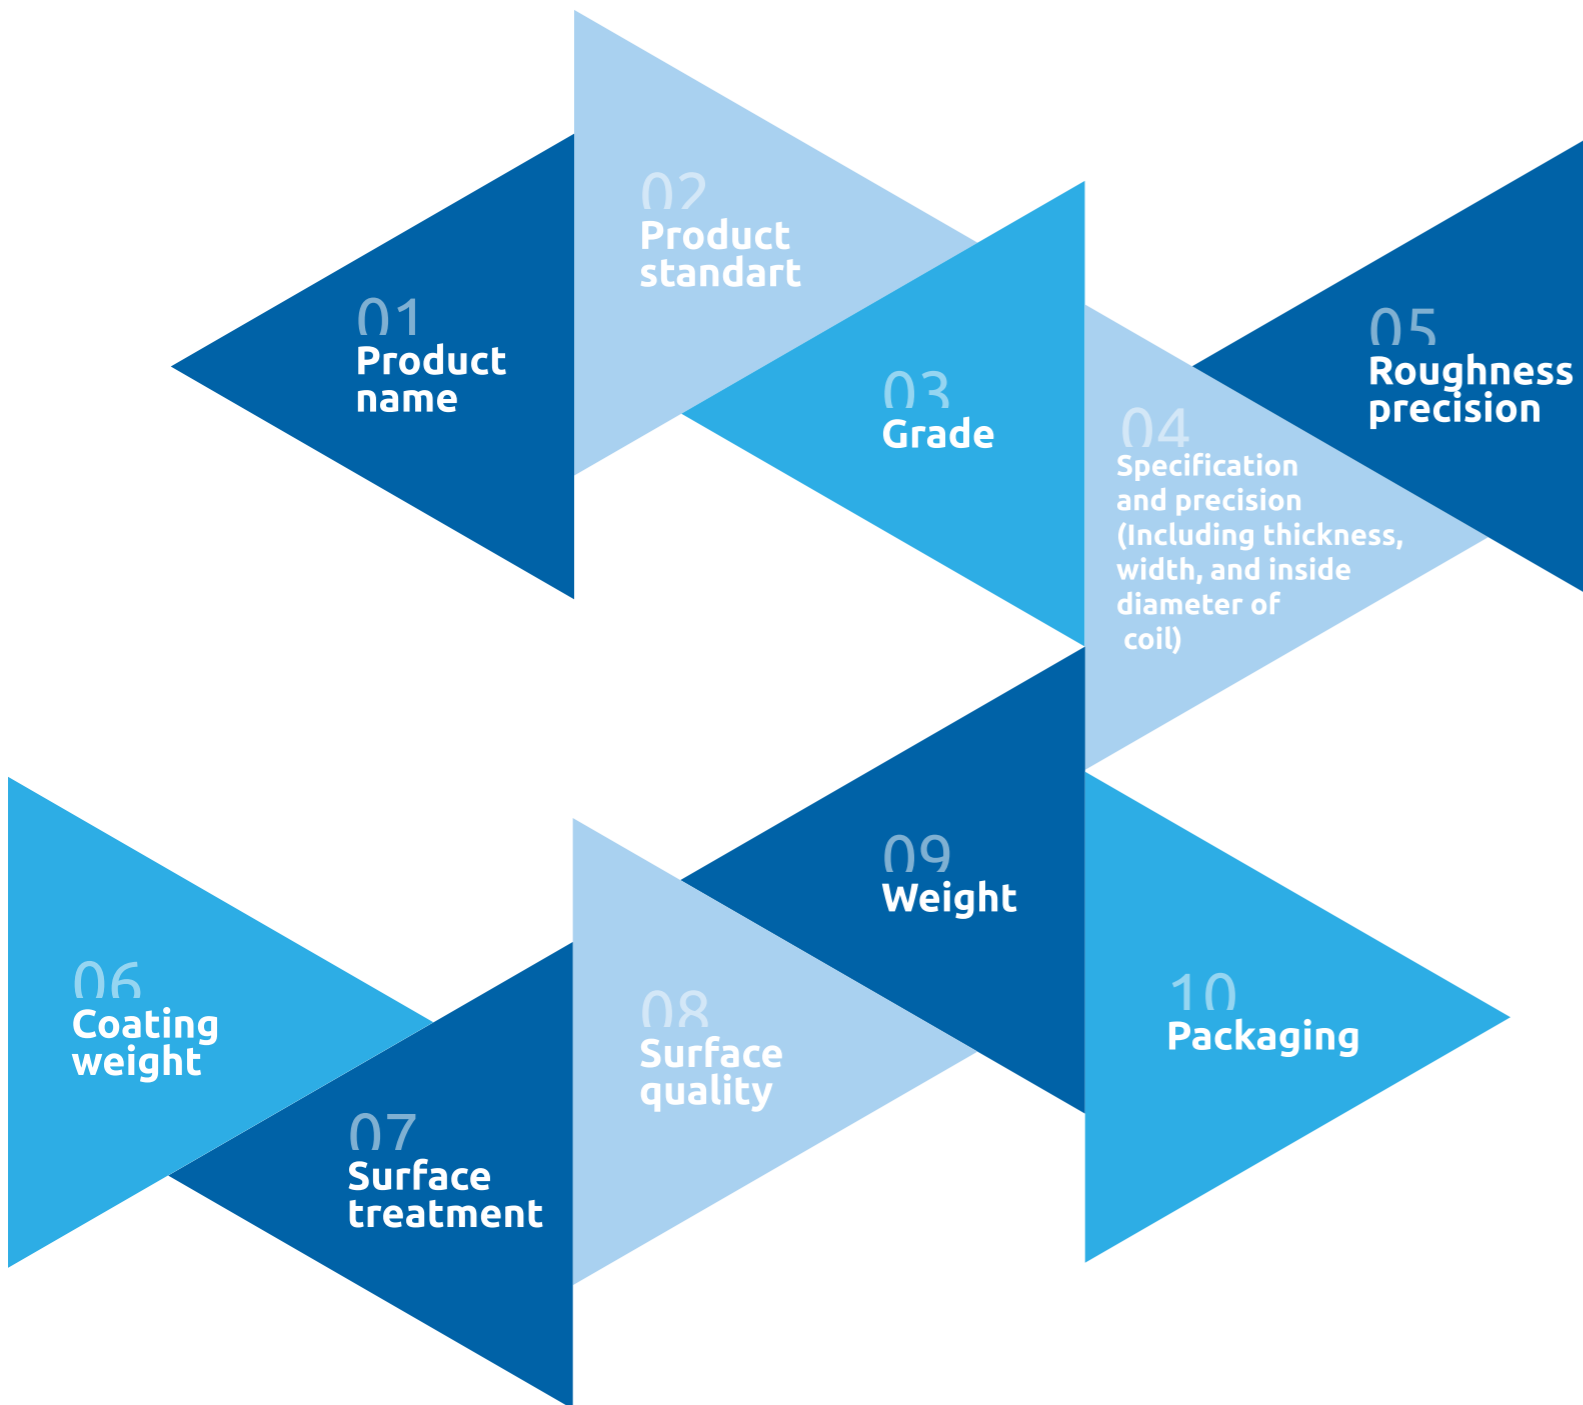 01
Product
name
02
Product
standart
03
Grade
04
Specification
and precision
(Including thickness,
width, and inside
diameter of
coil)
05
Roughness
precision
06
Coating
weight
07
Surface
treatment
08
Surface
quality
09
Weight
10
Packaging